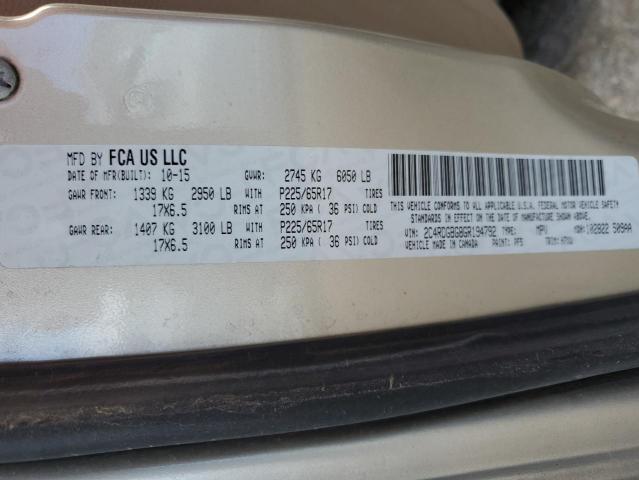 MFD BY FCA US LLC
DATE OF MFR(BUILT): 10-15 GVWR: 2745 KG 6050 LB
GAWR FRONT: 1339 KG 2950 LB WITH P225/65R17 TIRES
17X6.5 RIMS AT 250 KPA ( 36 PSI) COLD
GAWR REAR: 1407 KG 3100 LB WITH P225/65R17 TIRES
17X6.5 RIMS AT 250 KPA ( 36 PSI) COLD
THIS VEHICLE CONFORMS TO ALL APPLICABLE U.S.A. FEDERAL MOTOR VEHICLE SAFETY
STANDARDS IN EFFECT ON THE DATE OF MANUFACTURE SHOWN ABOVE.
VIN: 2C4RDGBG8GR194792 TYPE: MPV MDH: 102822 509AA
VEHICLE MADE IN CANADA PAINT: PFS TRIM: